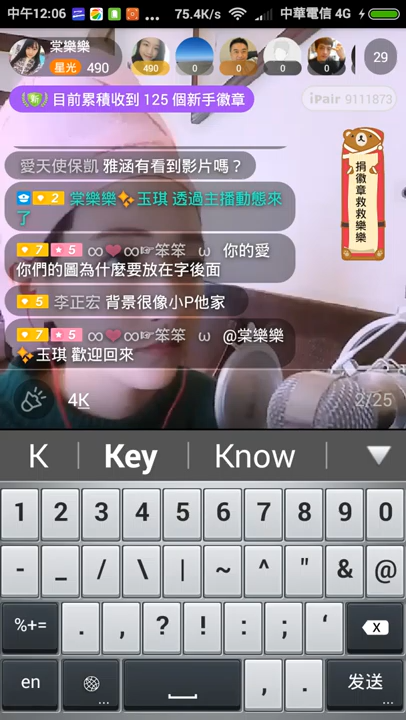 中午12:06 ... 75.4K/s 中華電信 4G
棠樂樂
星光 490
490 0 0 0 0 29
新 目前累積收到 125 個新手徽章
iPair 9111873
捐徽章救救樂樂
愛天使保凱 雅涵有看到影片嗎？
2 棠樂樂✨玉琪 透過主播動態來
了
7 5 ∞❤∞☞笨笨 ω 你的愛
你們的圖為什麼要放在字後面
5 李正宏 背景很像小P他家
7 5 ∞❤∞☞笨笨 ω @棠樂樂
✨玉琪 歡迎回來
4K 2/25
K Key Know
1 2 3 4 5 6 7 8 9 0
- _ / \ | ~ ^ " & @
%+= . , ? ! : ; ‘ X
en ... , . 发送 ...